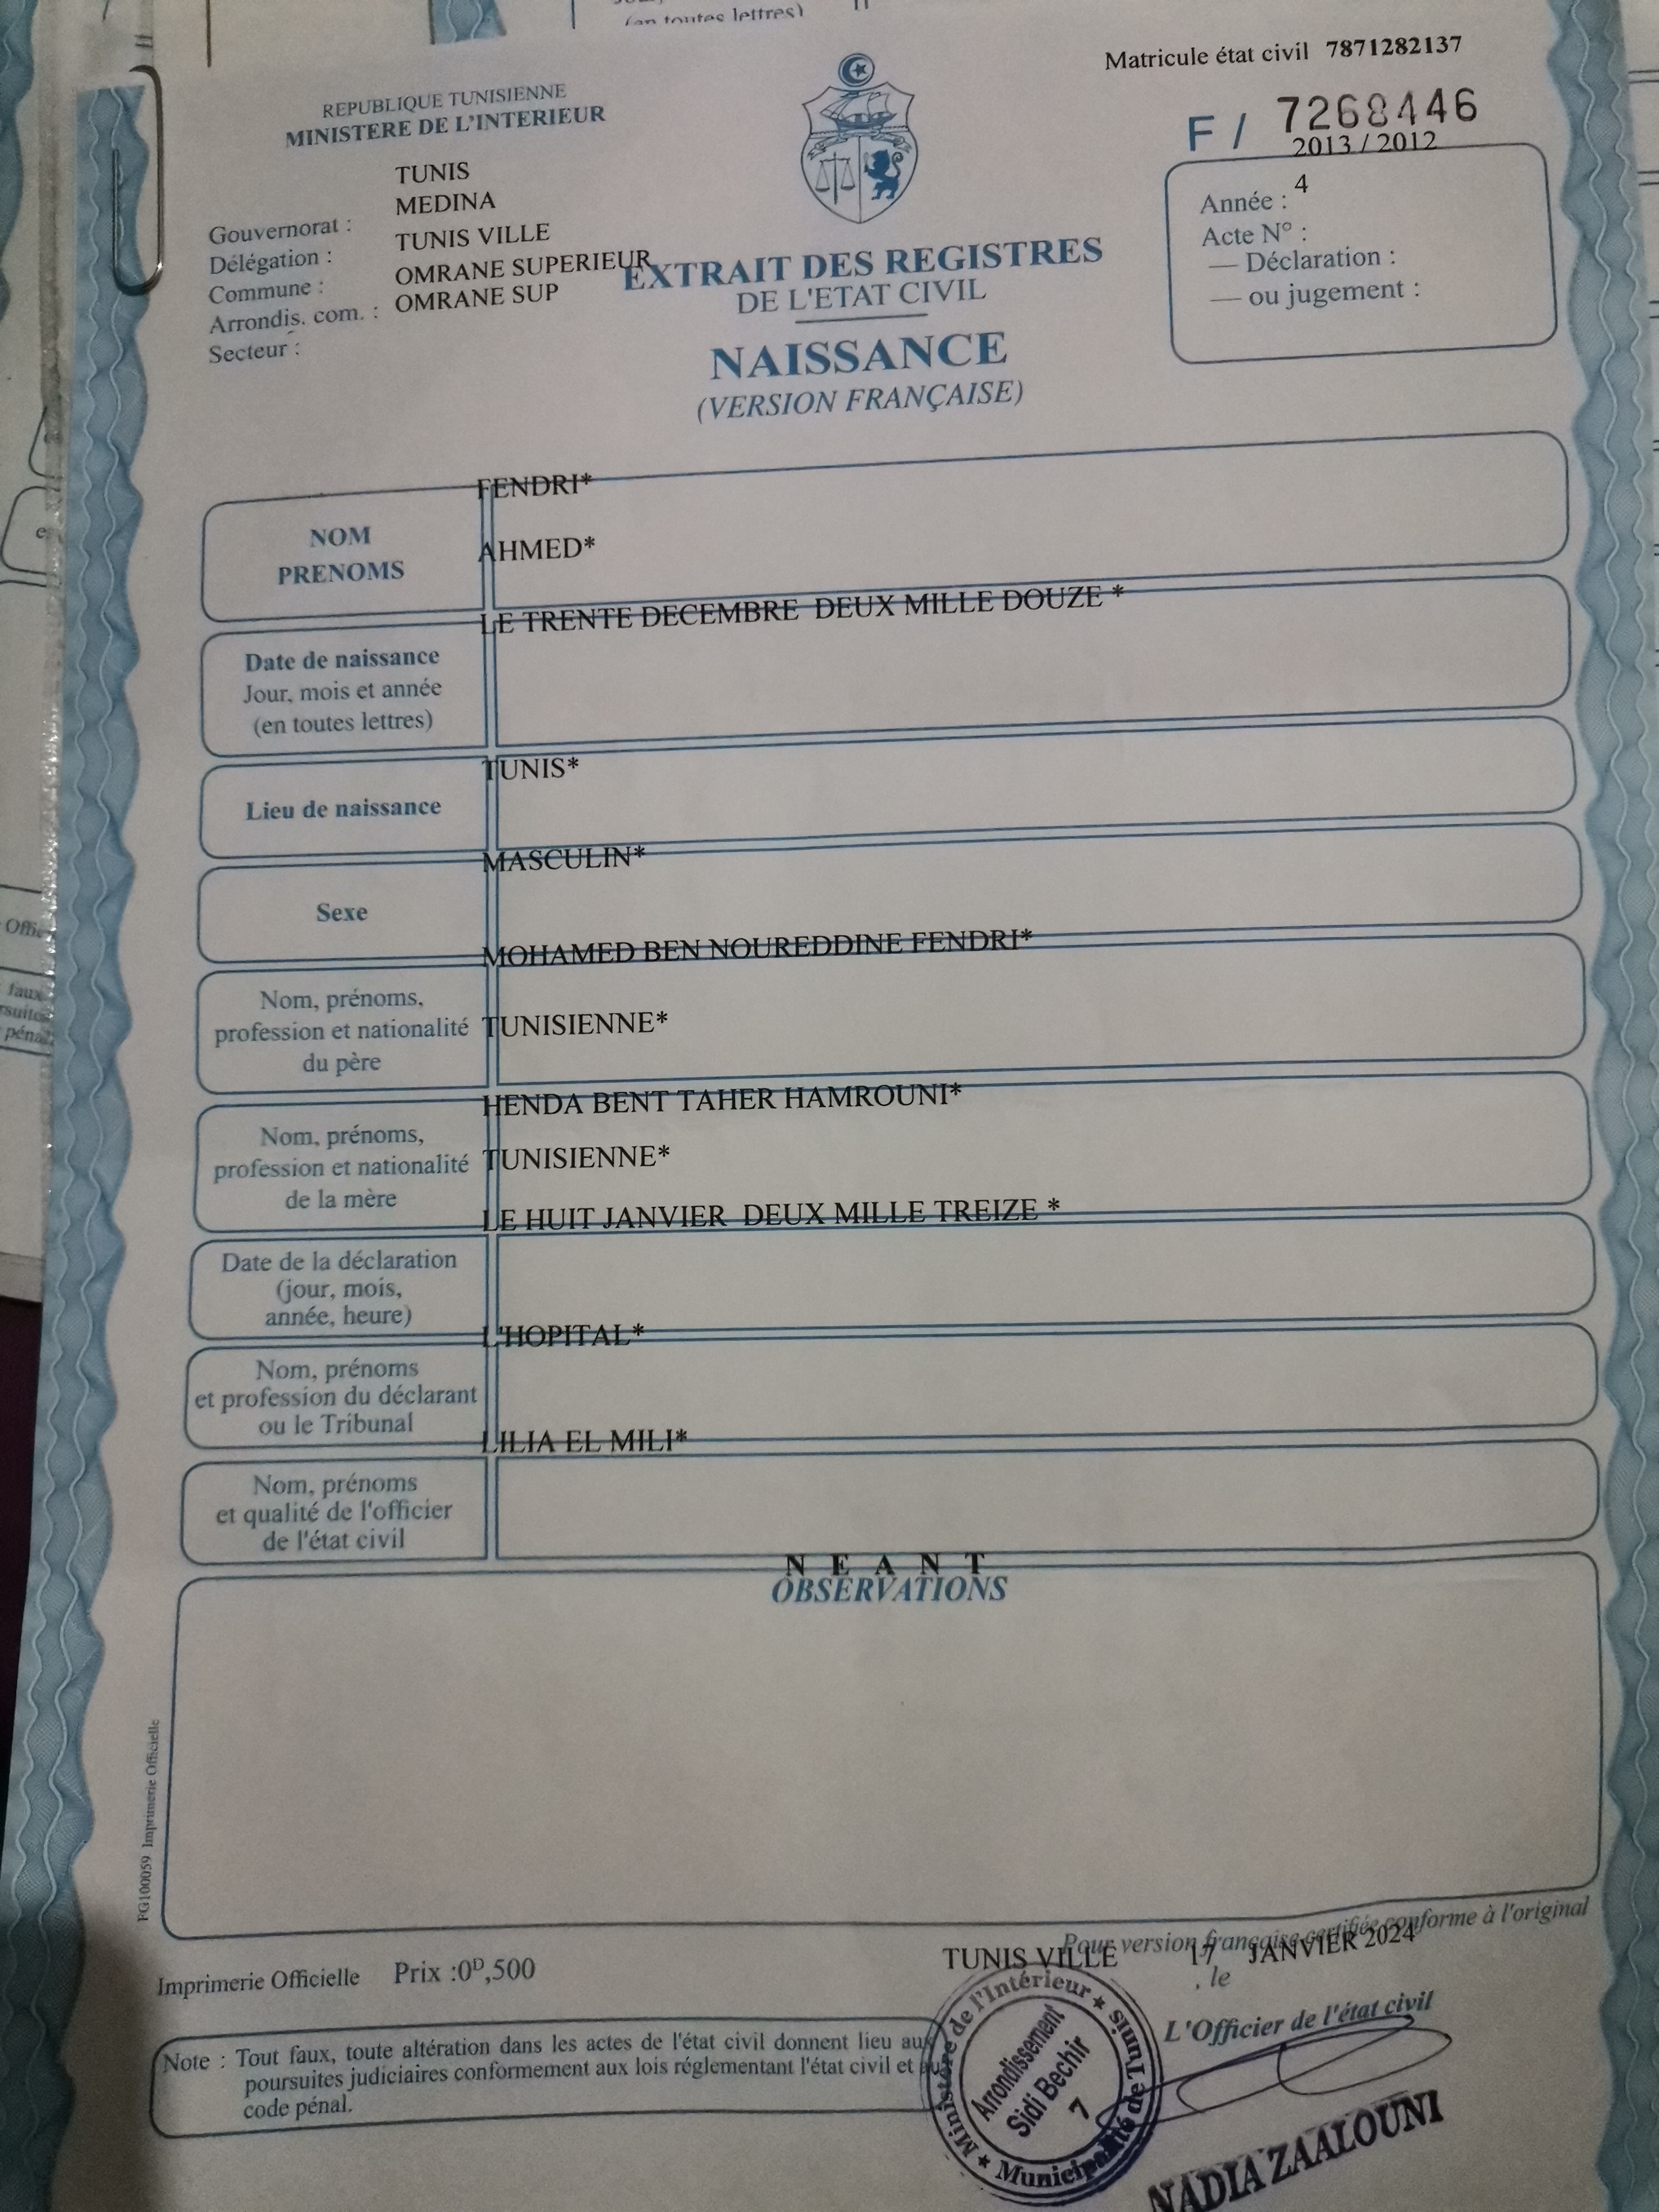 (en toutes lettres)
Matricule état civil 7871282137
REPUBLIQUE TUNISIENNE
MINISTERE DE L'INTERIEUR
F / 7268446
2013 / 2012
TUNIS
MEDINA
Gouvernorat :
TUNIS VILLE
Délégation :
OMRANE SUPERIEUR
Commune :
OMRANE SUP
Arrondis. com. :
Secteur :
4
Année :
Acte N° :
— Déclaration :
— ou jugement :
EXTRAIT DES REGISTRES
DE L'ETAT CIVIL
NAISSANCE
(VERSION FRANÇAISE)
FENDRI*
NOM
AHMED*
PRENOMS
LE TRENTE DECEMBRE DEUX MILLE DOUZE *
Date de naissance
Jour, mois et année
(en toutes lettres)
TUNIS*
Lieu de naissance
MASCULIN*
Sexe
MOHAMED BEN NOUREDDINE FENDRI*
Nom, prénoms,
profession et nationalité TUNISIENNE*
du père
HENDA BENT TAHER HAMROUNI*
Nom, prénoms,
profession et nationalité TUNISIENNE*
de la mère
LE HUIT JANVIER DEUX MILLE TREIZE *
Date de la déclaration
(jour, mois,
année, heure)
L'HOPITAL*
Nom, prénoms
et profession du déclarant
ou le Tribunal
LILIA EL MILI*
Nom, prénoms
et qualité de l'officier
de l'état civil
N E A N T
OBSERVATIONS
FG100059 Imprimerie Officielle
Pour version française certifiée conforme à l'original
TUNIS VILLE 17 JANVIER 2024
, le
Imprimerie Officielle Prix :0D,500
L'Officier de l'état civil
Note : Tout faux, toute altération dans les actes de l'état civil donnent lieu aux
poursuites judiciaires conformement aux lois réglementant l'état civil et au
code pénal.
Ministère de l'Intérieur
Municipalité de Tunis
Arrondissement
Sidi Bechir
7
NADIA ZAALOUNI